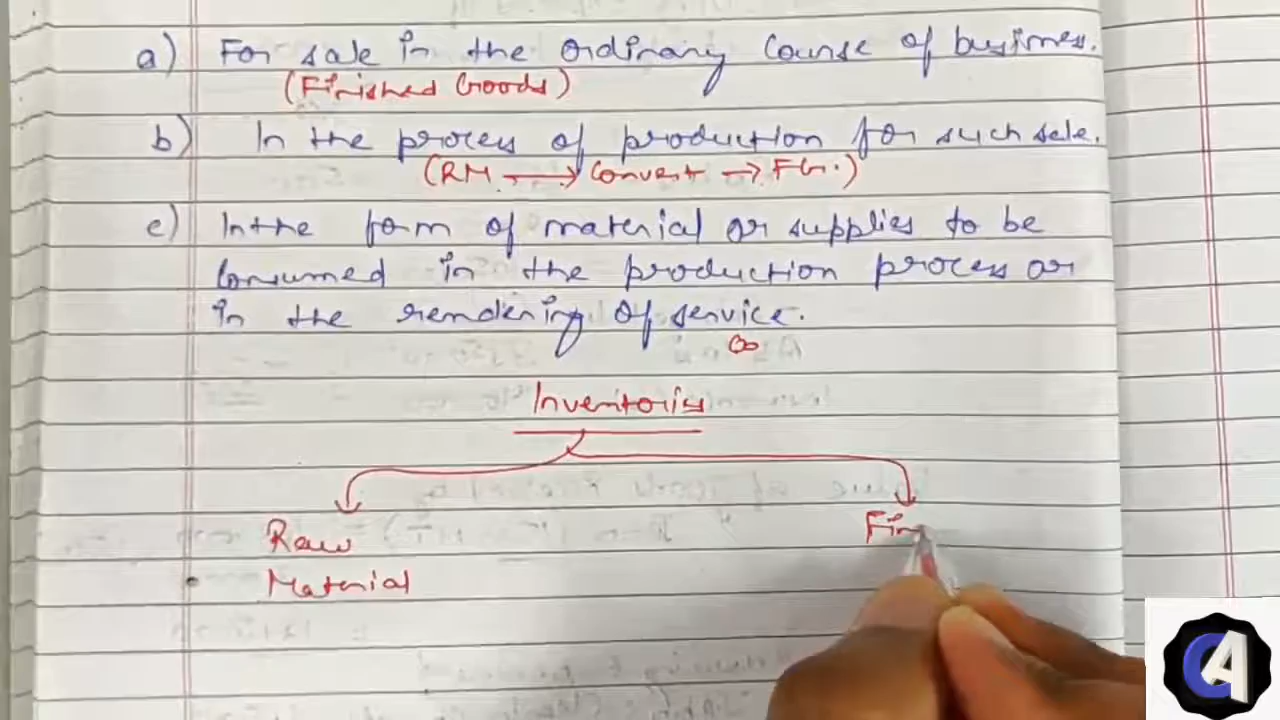 a) For sale in the ordinary course of business.
(Finished Goods)
b) In the process of production for such sale.
(RM → Convert → FG.)
c) In the form of material or supplies to be
consumed in the production process or
in the rendering of service.
Inventories
Raw
Material
Fin
CA